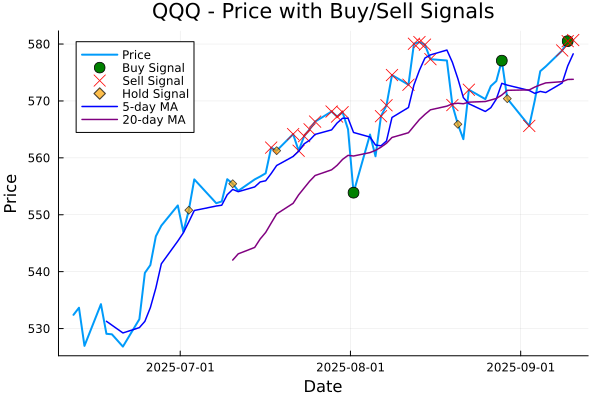 QQQ - Price with Buy/Sell Signals
580
570
560
550
540
530
Price
Price
Buy Signal
Sell Signal
Hold Signal
5-day MA
20-day MA
2025-07-01
2025-08-01
2025-09-01
Date